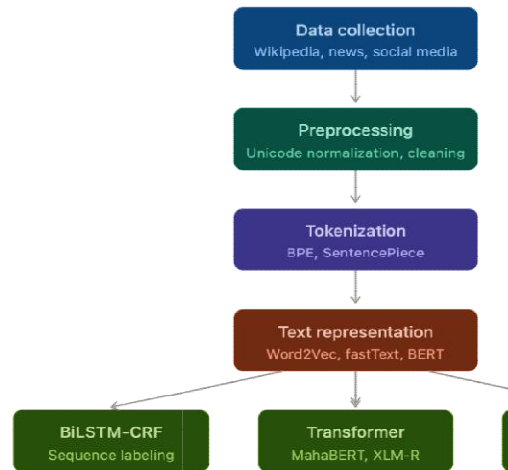 Data collection
Wikipedia, news, social media
Preprocessing
Unicode normalization, cleaning
Tokenization
BPE, SentencePiece
Text representation
Word2Vec, fastText, BERT
BiLSTM-CRF
Sequence labeling
Transformer
MahaBERT, XLM-R